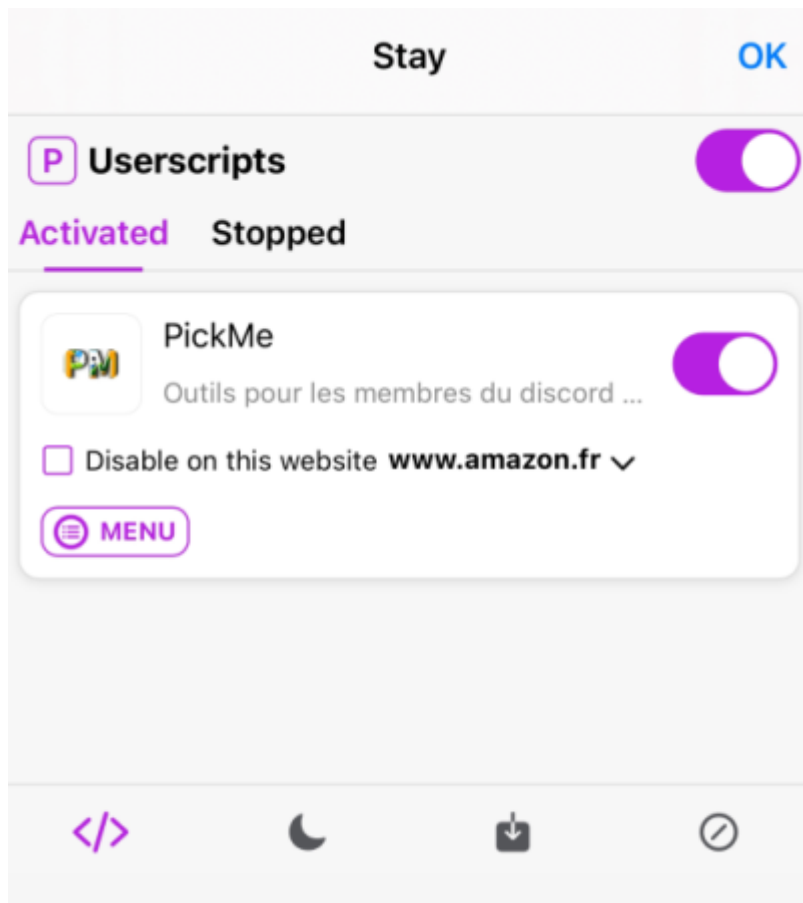 Stay OK
P Userscripts
Activated Stopped
PM PickMe
Outils pour les membres du discord ...
Disable on this website www.amazon.fr
MENU